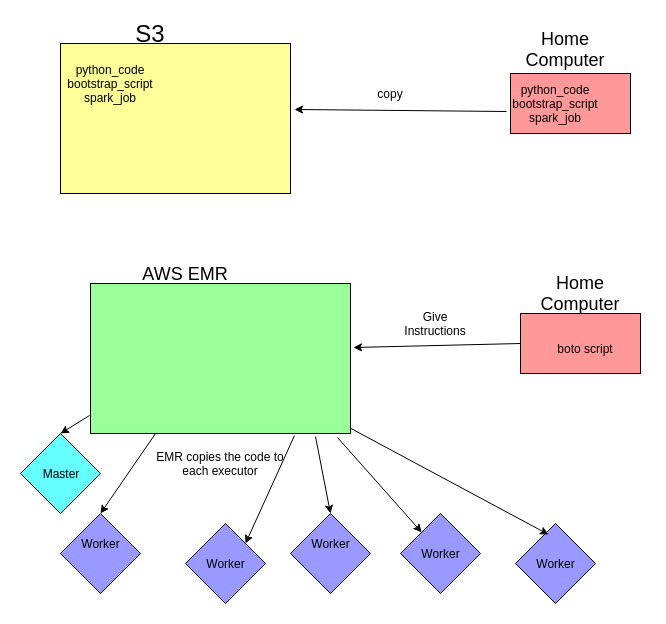 S3
Home
Computer
python_code
bootstrap_script
spark_job
copy
python_code
bootstrap_script
spark_job
AWS EMR
Home
Computer
Give
Instructions
boto script
EMR copies the code to
each executor
Master
Worker
Worker
Worker
Worker
Worker